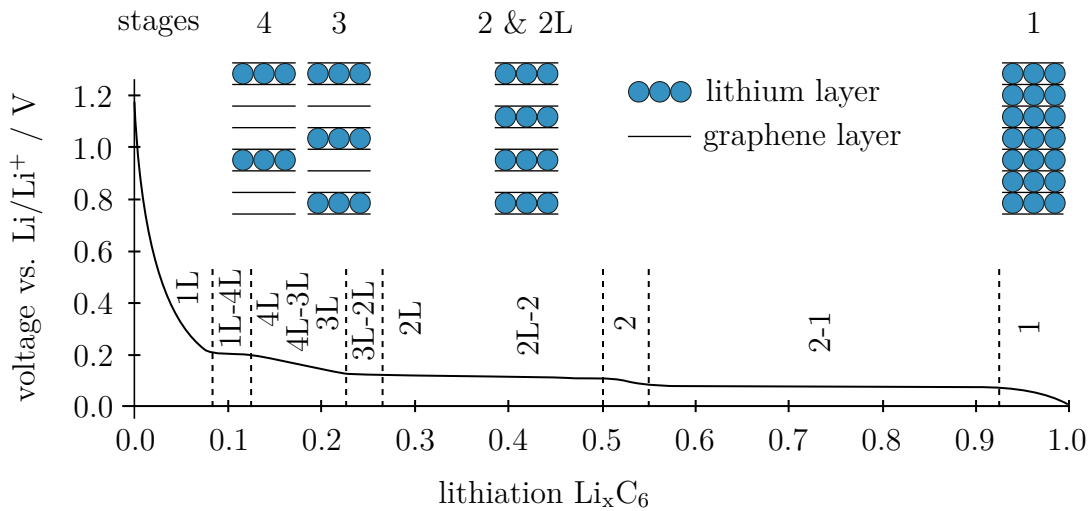 stages 4 3 2 & 2L 1
lithium layer
graphene layer
voltage vs. Li/Li⁺ / V
1.2
1.0
0.8
0.6
0.4
0.2
0.0
1L
1L-4L
4L
4L-3L
3L
3L-2L
2L
2L-2
2
2-1
1
0.0 0.1 0.2 0.3 0.4 0.5 0.6 0.7 0.8 0.9 1.0
lithiation LiₓC₆